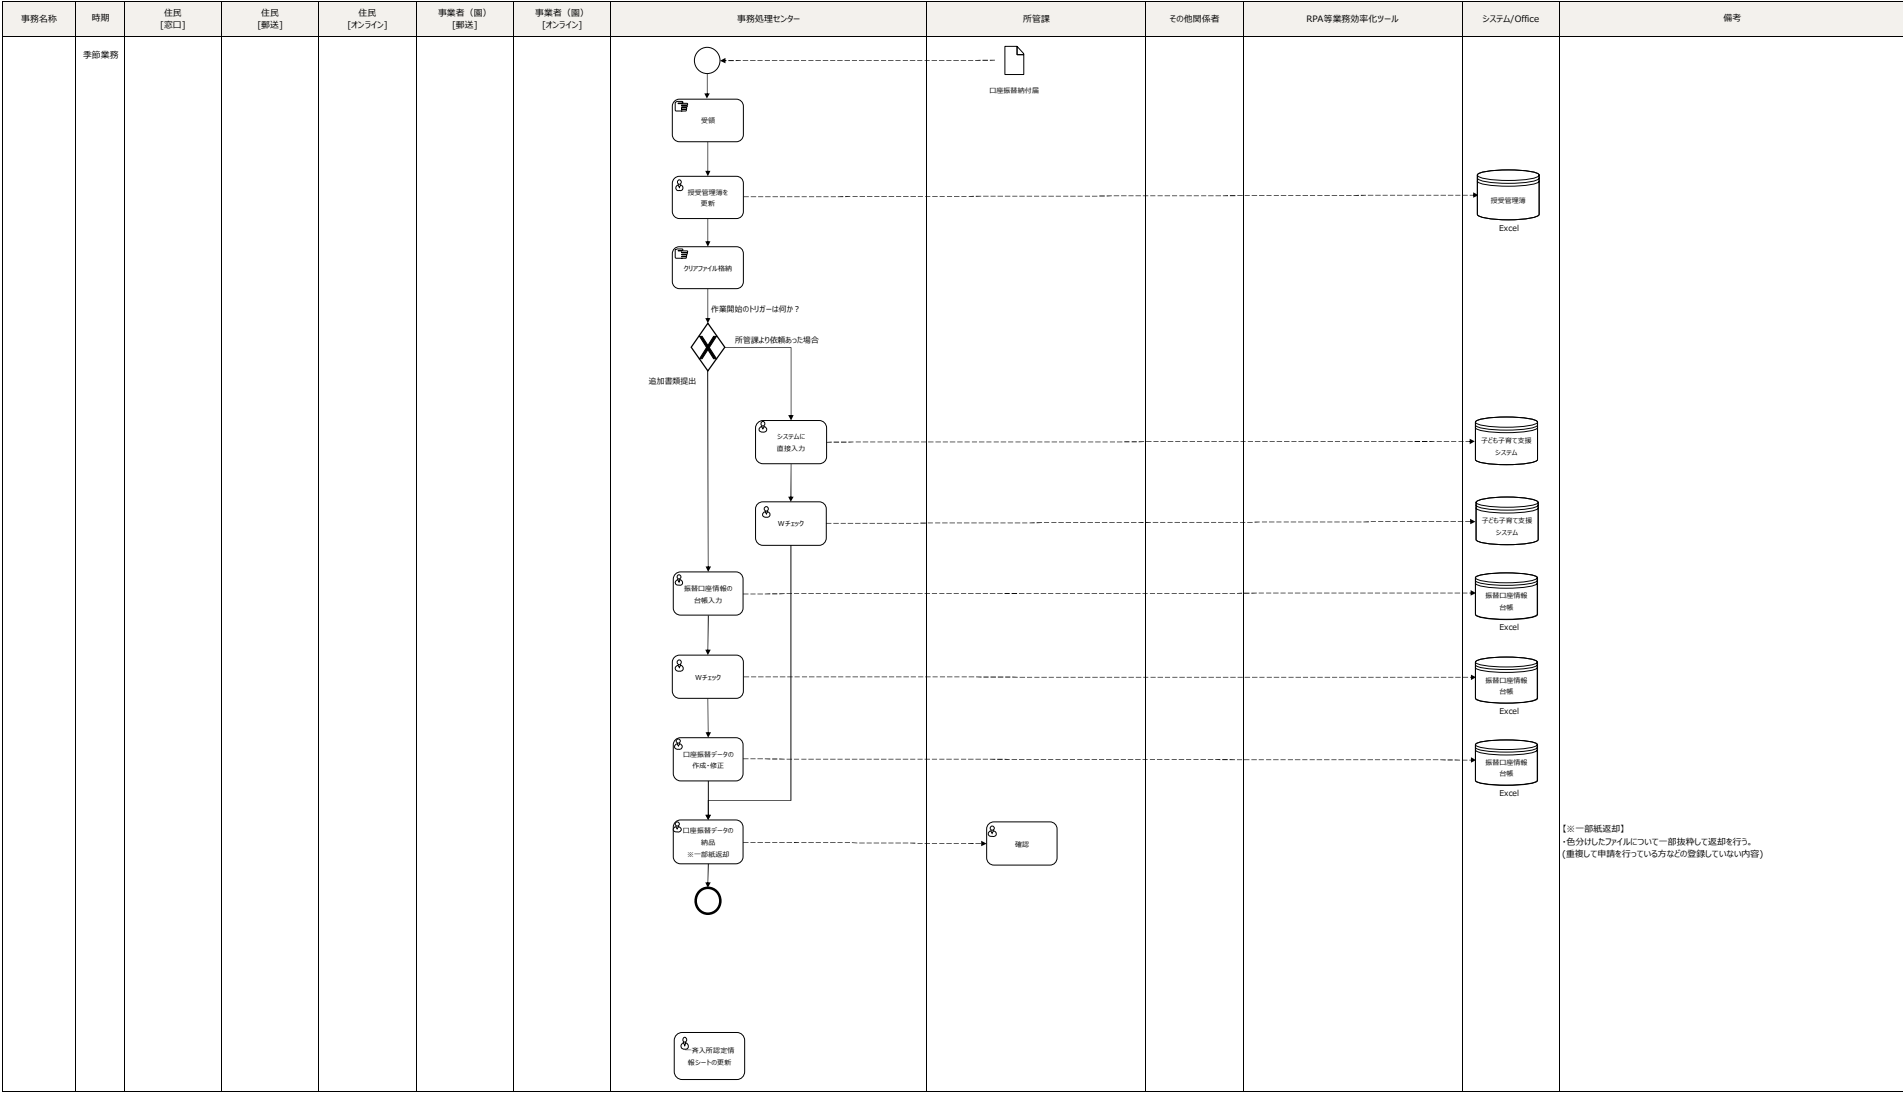 事務名称
時期
住民
[窓口]
住民
[郵送]
住民
[オンライン]
事業者（園）
[郵送]
事業者（園）
[オンライン]
事務処理センター
所管課
その他関係者
RPA等業務効率化ツール
システム/Office
備考
季節業務
口座振替納付届
受領
授受管理簿を
更新
授受管理簿
Excel
クリアファイル格納
作業開始のトリガーは何か？
所管課より依頼あった場合
追加書類提出
システムに
直接入力
子ども子育て支援
システム
Wチェック
子ども子育て支援
システム
振替口座情報の
台帳入力
振替口座情報
台帳
Excel
Wチェック
振替口座情報
台帳
Excel
口座振替データの
作成・修正
振替口座情報
台帳
Excel
口座振替データの
納品
※一部紙返却
確認
【※一部紙返却】
・色分けしたファイルについて一部抜粋して返却を行う。
(重複して申請を行っている方などの登録していない内容)
一斉入所認定情
報シートの更新